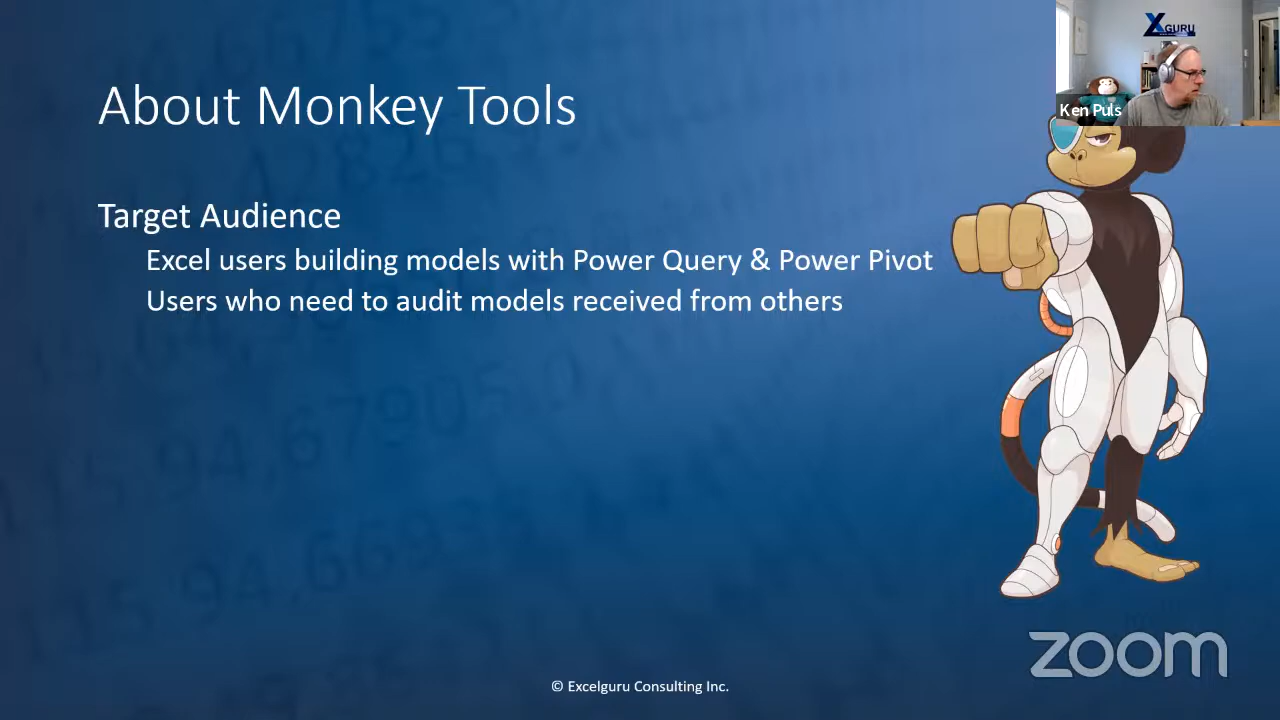 About Monkey Tools
Target Audience
Excel users building models with Power Query & Power Pivot
Users who need to audit models received from others
X GURU
Ken Puls
zoom
© Excelguru Consulting Inc.